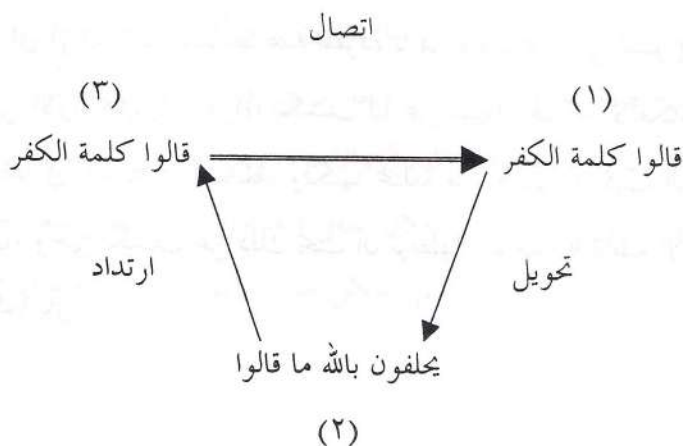 اتصال
(١) (٣)
قالوا كلمة الكفر قالوا كلمة الكفر
تحويل ارتداد
يحلفون بالله ما قالوا
(٢)